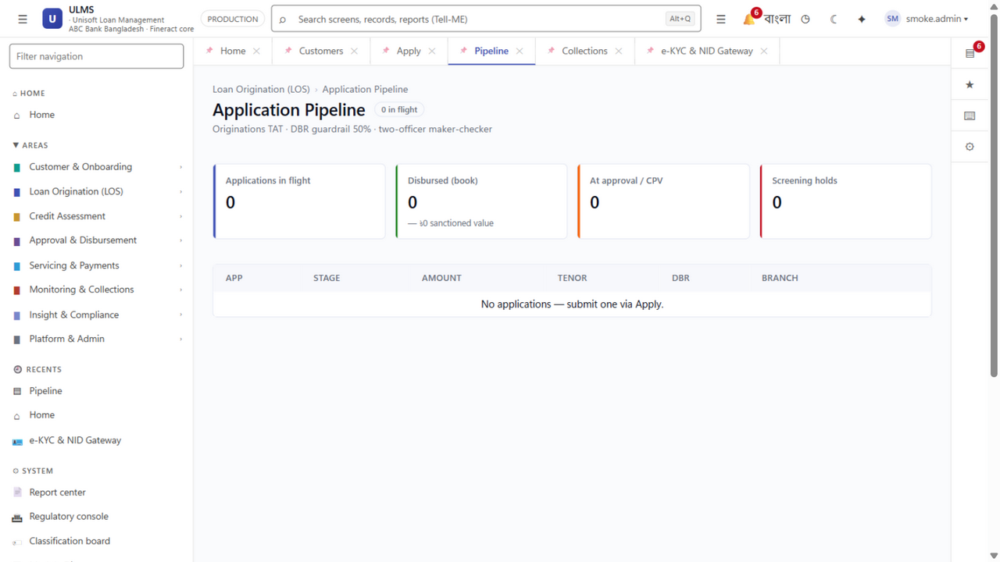 ULMS
· Unisoft Loan Management
ABC Bank Bangladesh · Fineract core
PRODUCTION
Search screens, records, reports (Tell-ME)
Alt+Q
6
বাংলা
SM
smoke.admin
Filter navigation
HOME
Home
AREAS
Customer & Onboarding
Loan Origination (LOS)
Credit Assessment
Approval & Disbursement
Servicing & Payments
Monitoring & Collections
Insight & Compliance
Platform & Admin
RECENTS
Pipeline
Home
e-KYC & NID Gateway
SYSTEM
Report center
Regulatory console
Classification board
Home
Customers
Apply
Pipeline
Collections
e-KYC & NID Gateway
Loan Origination (LOS) › Application Pipeline
Application Pipeline
0 in flight
Originations TAT · DBR guardrail 50% · two-officer maker-checker
Applications in flight
0
Disbursed (book)
0
— ৳0 sanctioned value
At approval / CPV
0
Screening holds
0
APP STAGE AMOUNT TENOR DBR BRANCH
No applications — submit one via Apply.
6